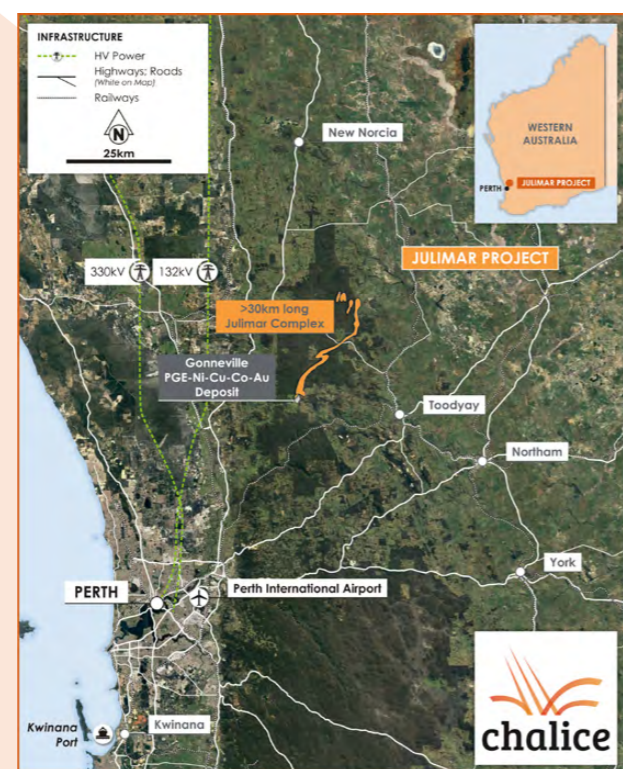 INFRASTRUCTURE
HV Power
Highways; Roads
(White on Map)
Railways
N
25km
New Norcia
WESTERN
AUSTRALIA
PERTH
JULIMAR PROJECT
JULIMAR PROJECT
330kV
132kV
>30km long
Julimar Complex
Gonneville
PGE-Ni-Cu-Co-Au
Deposit
Toodyay
Northam
York
PERTH
Perth International Airport
Kwinana
Port
Kwinana
chalice